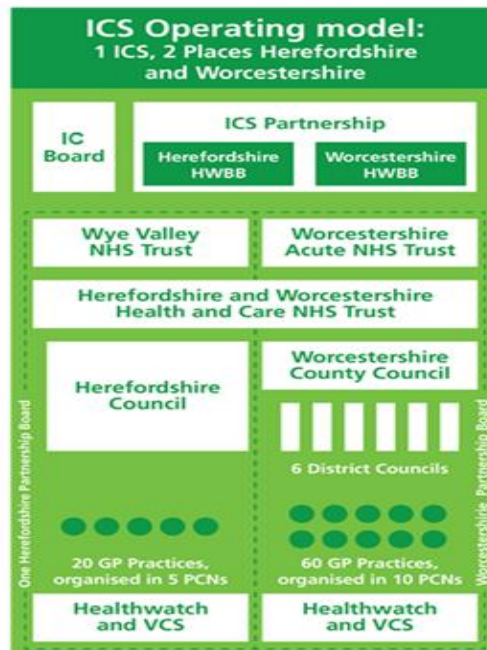 ICS Operating model:
1 ICS, 2 Places Herefordshire
and Worcestershire
IC
Board
ICS Partnership
Herefordshire
HWBB
Worcestershire
HWBB
Wye Valley
NHS Trust
Worcestershire
Acute NHS Trust
Herefordshire and Worcestershire
Health and Care NHS Trust
Herefordshire
Council
Worcestershire
County Council
6 District Councils
20 GP Practices,
organised in 5 PCNs
60 GP Practices,
organised in 10 PCNs
Healthwatch
and VCS
Healthwatch
and VCS
One Herefordshire Partnership Board
Worcestershirie Partnership Board